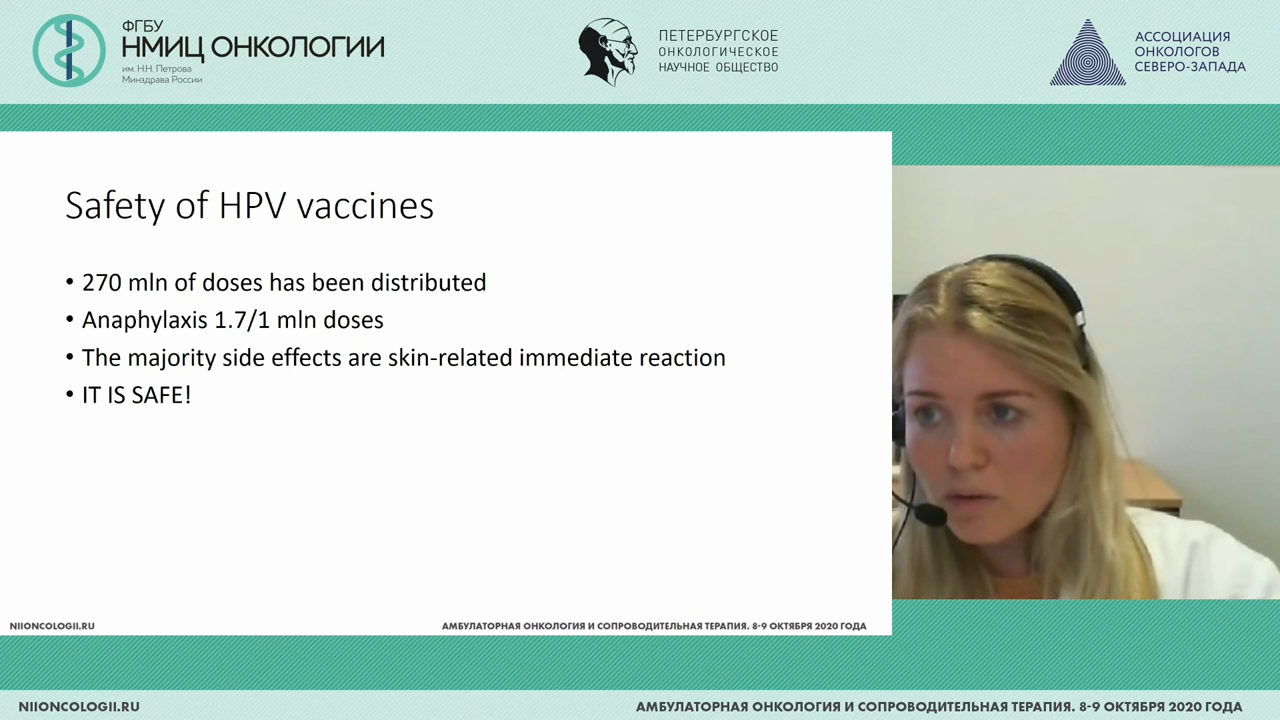 ФГБУ
НМИЦ ОНКОЛОГИИ
им. Н.Н. Петрова
Минздрава России
ПЕТЕРБУРГСКОЕ
ОНКОЛОГИЧЕСКОЕ
НАУЧНОЕ ОБЩЕСТВО
АССОЦИАЦИЯ
ОНКОЛОГОВ
СЕВЕРО-ЗАПАДА
Safety of HPV vaccines
• 270 mln of doses has been distributed
• Anaphylaxis 1.7/1 mln doses
• The majority side effects are skin-related immediate reaction
• IT IS SAFE!
NIIONCOLOGII.RU
АМБУЛАТОРНАЯ ОНКОЛОГИЯ И СОПРОВОДИТЕЛЬНАЯ ТЕРАПИЯ. 8-9 ОКТЯБРЯ 2020 ГОДА
NIIONCOLOGII.RU
АМБУЛАТОРНАЯ ОНКОЛОГИЯ И СОПРОВОДИТЕЛЬНАЯ ТЕРАПИЯ. 8-9 ОКТЯБРЯ 2020 ГОДА